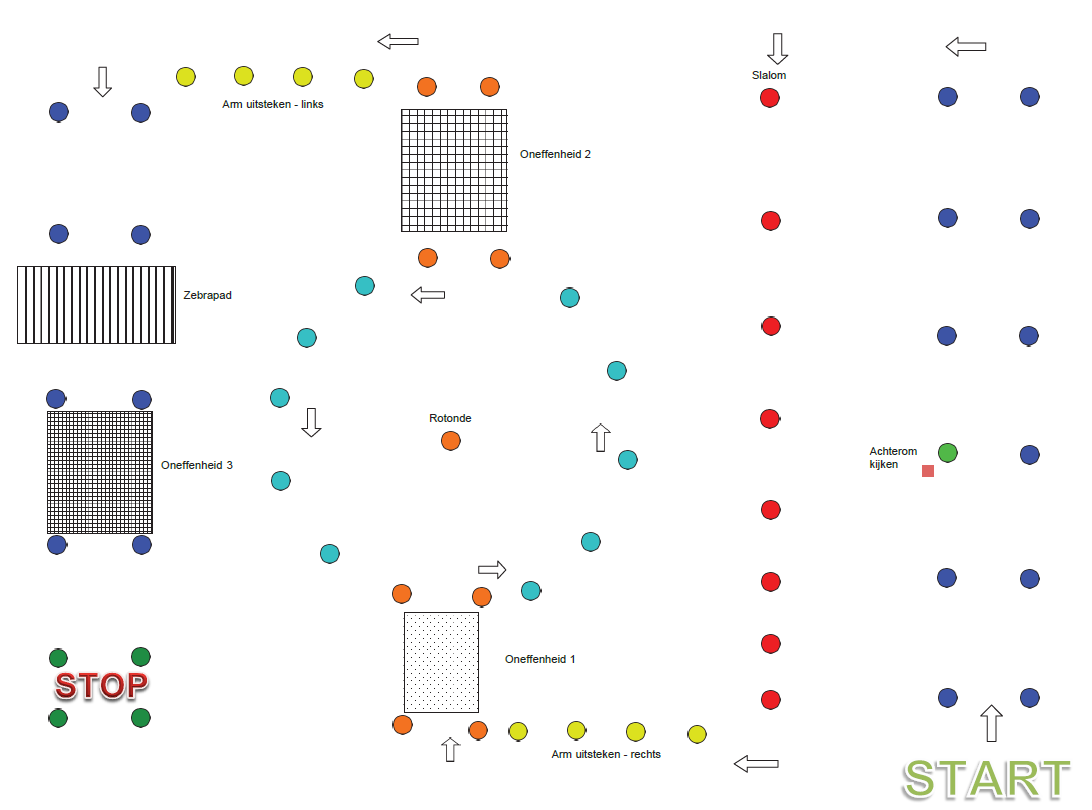 Slalom
Arm uitsteken - links
Oneffenheid 2
Zebrapad
Rotonde
Achterom
kijken
Oneffenheid 3
Oneffenheid 1
STOP
Arm uitsteken - rechts
START